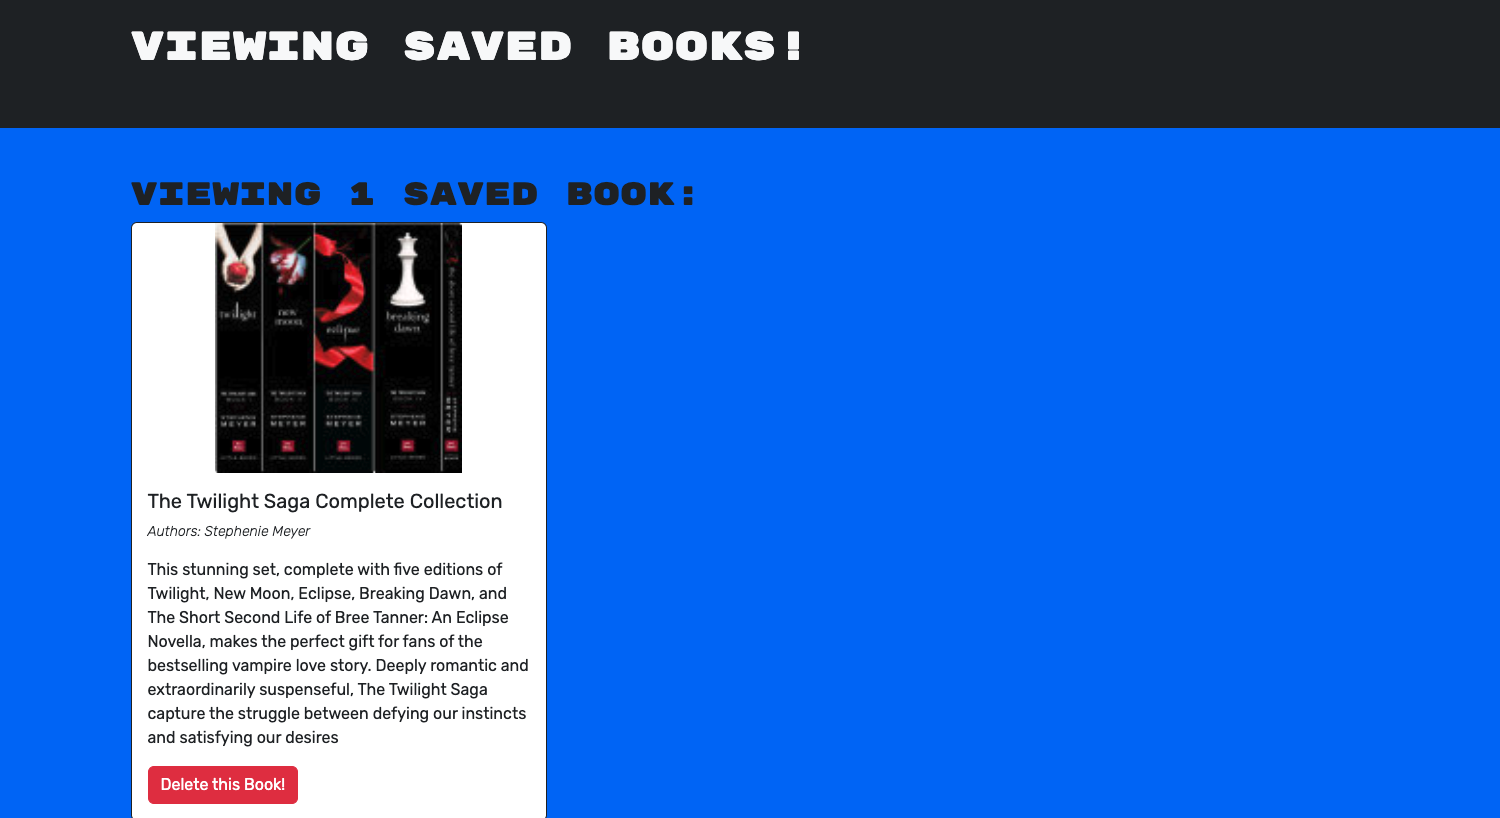 VIEWING SAVED BOOKS!
VIEWING 1 SAVED BOOK:
twilight
new
moon
eclipse
breaking
dawn
STEPHENIE
MEYER
STEPHENIE
MEYER
STEPHENIE
MEYER
STEPHENIE
MEYER
The Twilight Saga Complete Collection
Authors: Stephenie Meyer
This stunning set, complete with five editions of
Twilight, New Moon, Eclipse, Breaking Dawn, and
The Short Second Life of Bree Tanner: An Eclipse
Novella, makes the perfect gift for fans of the
bestselling vampire love story. Deeply romantic and
extraordinarily suspenseful, The Twilight Saga
capture the struggle between defying our instincts
and satisfying our desires
Delete this Book!